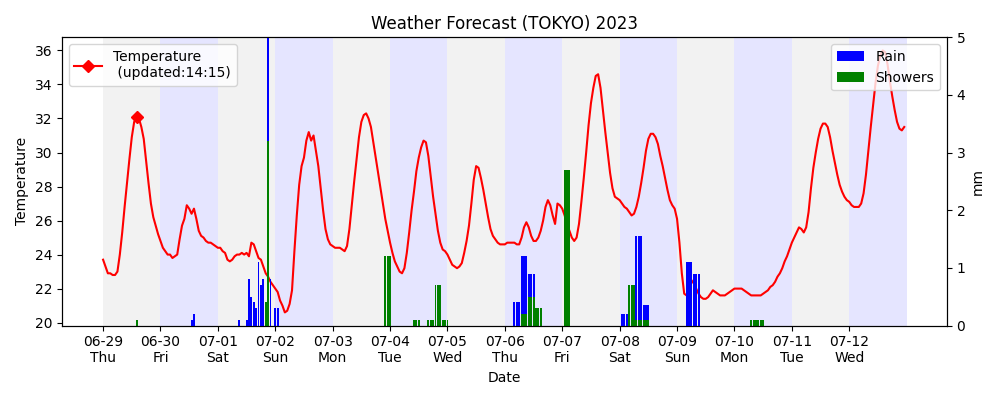 Weather Forecast (TOKYO) 2023
Temperature
(updated:14:15)
Rain
Showers
36
34
32
30
28
26
24
22
20
Temperature
5
4
3
2
1
0
mm
06-29 06-30 07-01 07-02 07-03 07-04 07-05 07-06 07-07 07-08 07-09 07-10 07-11 07-12
Thu Fri Sat Sun Mon Tue Wed Thu Fri Sat Sun Mon Tue Wed
Date